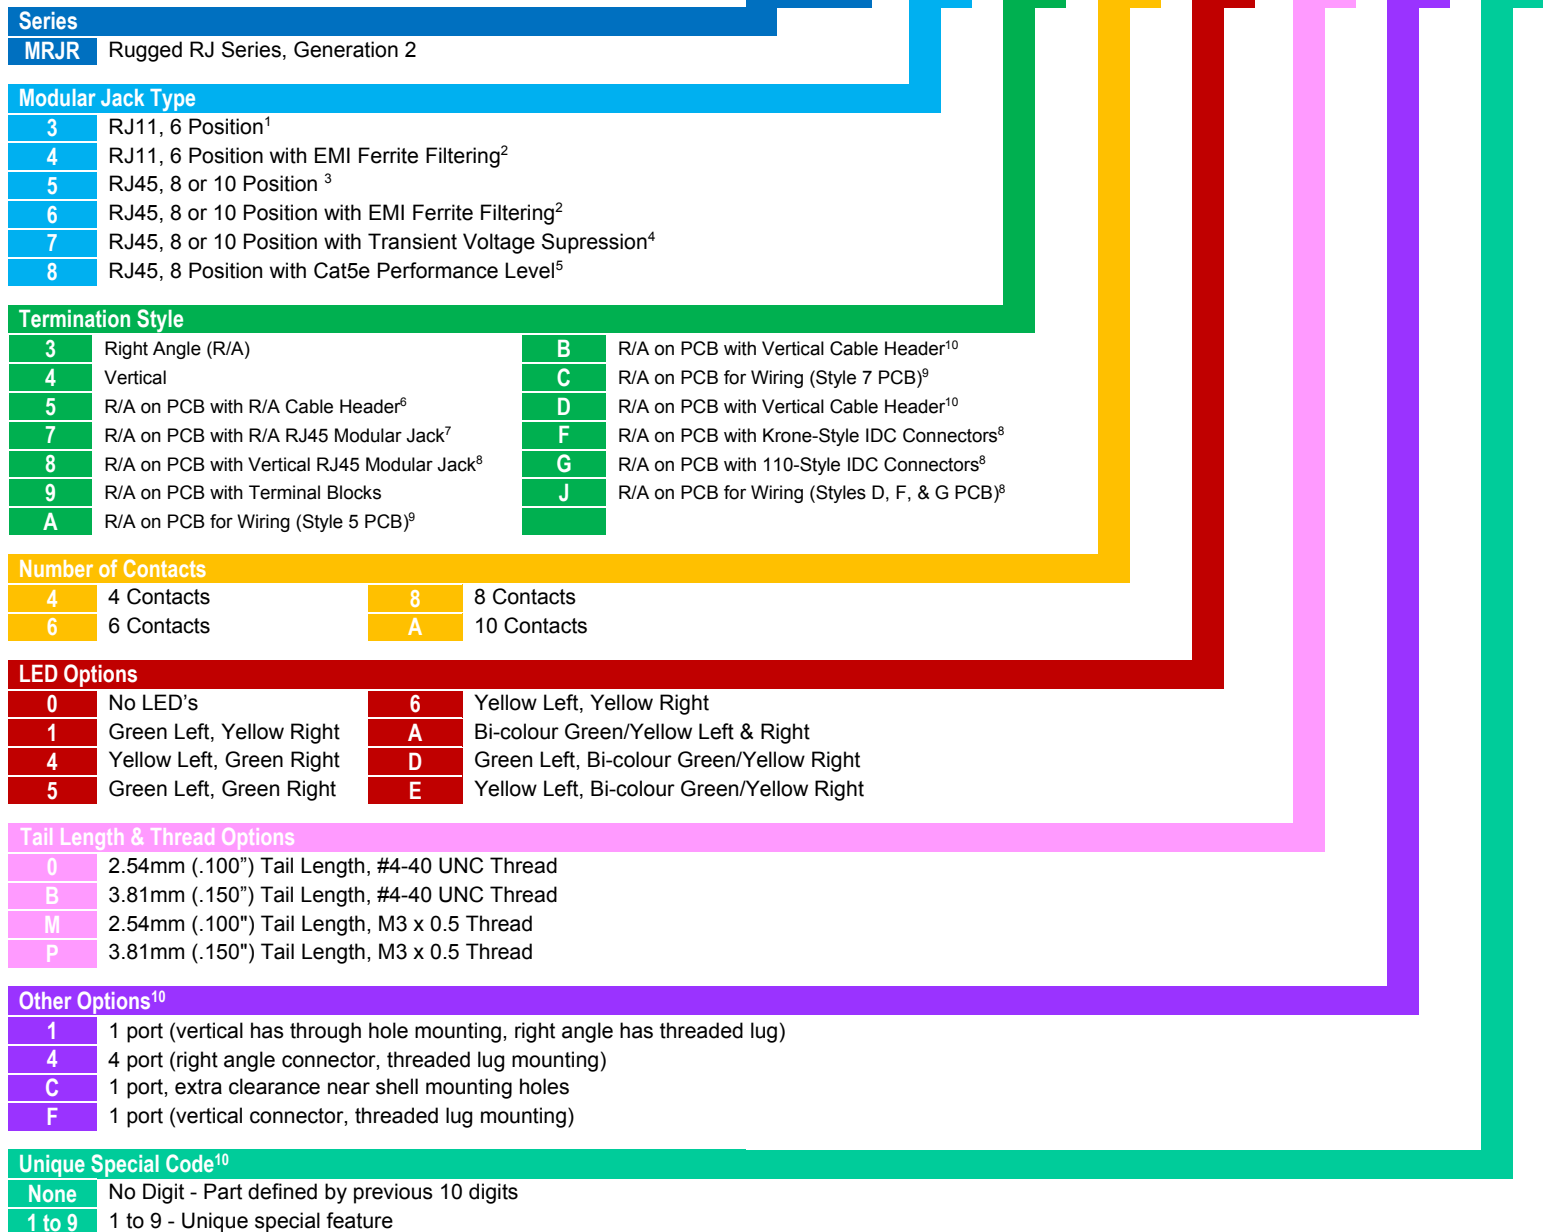 Series
MRJR Rugged RJ Series, Generation 2
Modular Jack Type
3 RJ11, 6 Position¹
4 RJ11, 6 Position with EMI Ferrite Filtering²
5 RJ45, 8 or 10 Position ³
6 RJ45, 8 or 10 Position with EMI Ferrite Filtering²
7 RJ45, 8 or 10 Position with Transient Voltage Supression⁴
8 RJ45, 8 Position with Cat5e Performance Level⁵
Termination Style
3 Right Angle (R/A) B R/A on PCB with Vertical Cable Header¹⁰
4 Vertical C R/A on PCB for Wiring (Style 7 PCB)⁹
5 R/A on PCB with R/A Cable Header⁶ D R/A on PCB with Vertical Cable Header¹⁰
7 R/A on PCB with R/A RJ45 Modular Jack⁷ F R/A on PCB with Krone-Style IDC Connectors⁸
8 R/A on PCB with Vertical RJ45 Modular Jack⁸ G R/A on PCB with 110-Style IDC Connectors⁸
9 R/A on PCB with Terminal Blocks J R/A on PCB for Wiring (Styles D, F, & G PCB)⁸
A R/A on PCB for Wiring (Style 5 PCB)⁹
Number of Contacts
4 4 Contacts 8 8 Contacts
6 6 Contacts A 10 Contacts
LED Options
0 No LED’s 6 Yellow Left, Yellow Right
1 Green Left, Yellow Right A Bi-colour Green/Yellow Left & Right
4 Yellow Left, Green Right D Green Left, Bi-colour Green/Yellow Right
5 Green Left, Green Right E Yellow Left, Bi-colour Green/Yellow Right
Tail Length & Thread Options
0 2.54mm (.100”) Tail Length, #4-40 UNC Thread
B 3.81mm (.150”) Tail Length, #4-40 UNC Thread
M 2.54mm (.100") Tail Length, M3 x 0.5 Thread
P 3.81mm (.150") Tail Length, M3 x 0.5 Thread
Other Options¹⁰
1 1 port (vertical has through hole mounting, right angle has threaded lug)
4 4 port (right angle connector, threaded lug mounting)
C 1 port, extra clearance near shell mounting holes
F 1 port (vertical connector, threaded lug mounting)
Unique Special Code¹⁰
None No Digit - Part defined by previous 10 digits
1 to 9 1 to 9 - Unique special feature